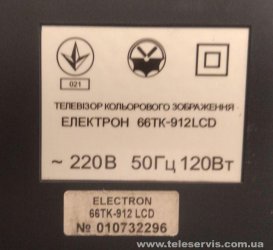 021
ТЕЛЕВІЗОР КОЛЬОРОВОГО ЗОБРАЖЕННЯ
ЕЛЕКТРОН 66ТК-912LCD
~ 220В 50Гц 120Вт
ELECTRON
66TK-912 LCD
№ 010732296
www.teleservis.com.ua